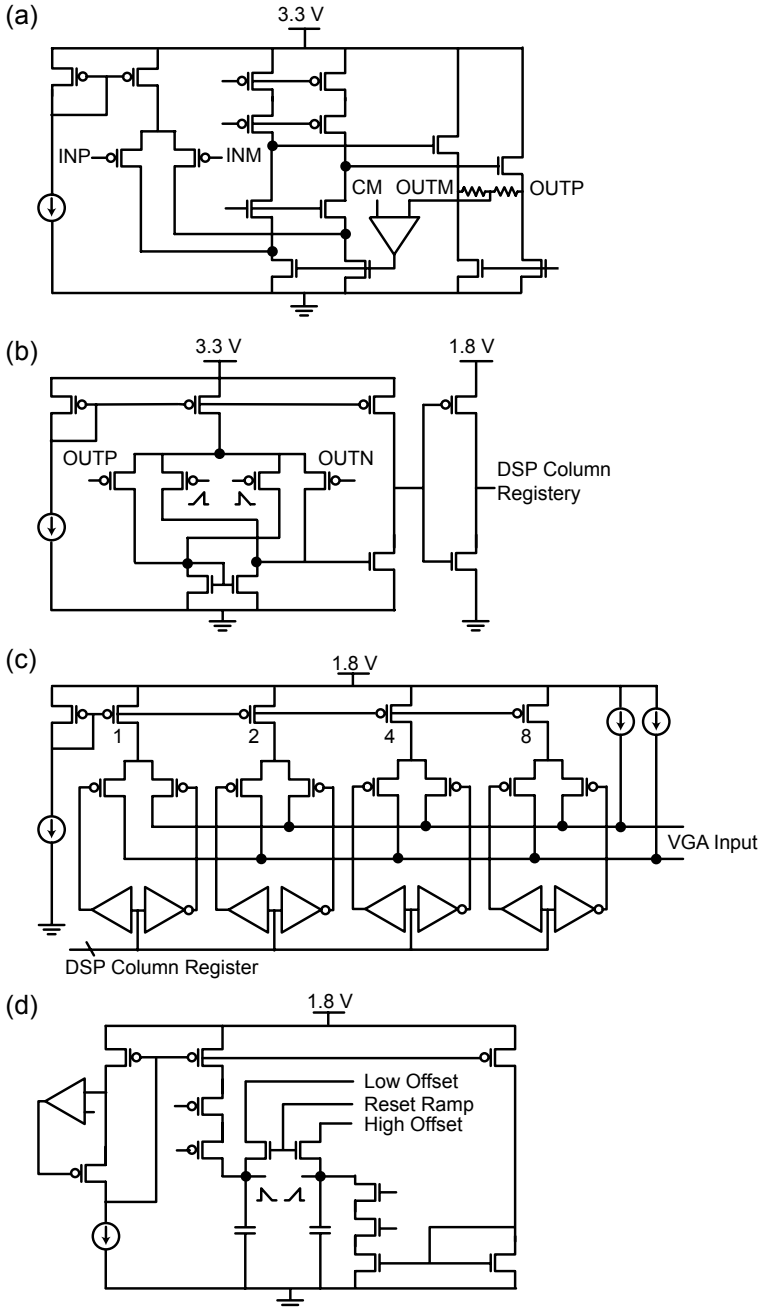 (a)
3.3 V
INP
INM
CM
OUTM
OUTP
(b)
3.3 V
1.8 V
OUTP
OUTN
DSP Column
Registery
(c)
1.8 V
1
2
4
8
VGA Input
DSP Column Register
(d)
1.8 V
Low Offset
Reset Ramp
High Offset